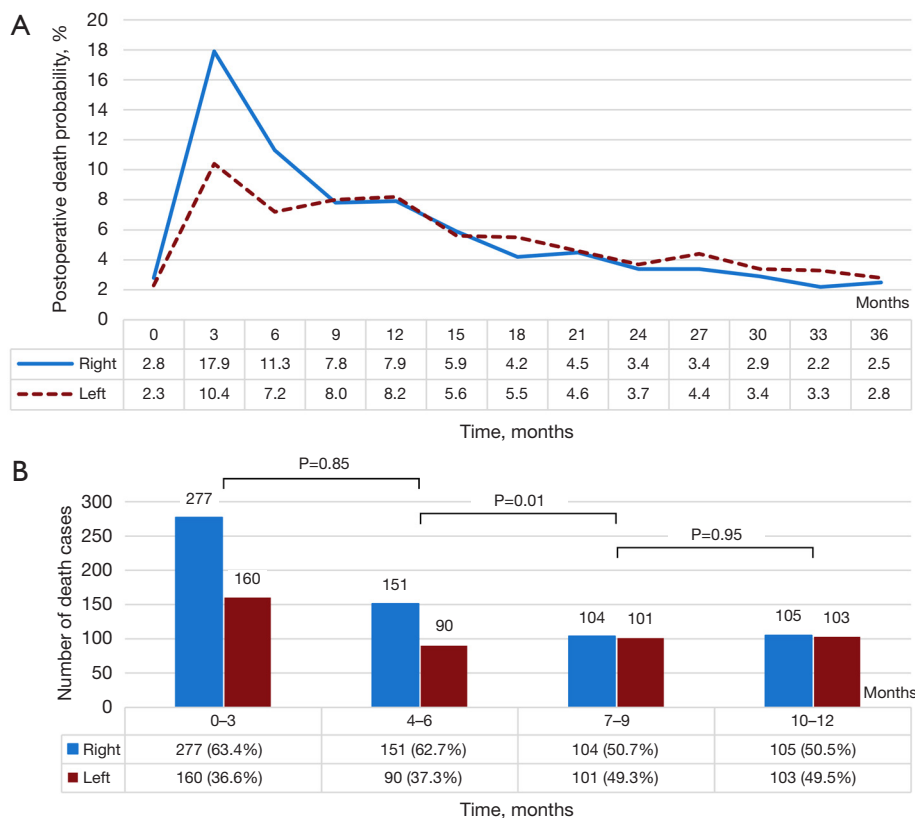 A
Postoperative death probability, %
20
18
16
14
12
10
8
6
4
2
0
Months
0 3 6 9 12 15 18 21 24 27 30 33 36
Right 2.8 17.9 11.3 7.8 7.9 5.9 4.2 4.5 3.4 3.4 2.9 2.2 2.5
Left 2.3 10.4 7.2 8.0 8.2 5.6 5.5 4.6 3.7 4.4 3.4 3.3 2.8
Time, months
B
Number of death cases
P=0.85
P=0.01
P=0.95
300
250
200
150
100
50
0
277
160
151
90
104
101
105
103
Months
0–3 4–6 7–9 10–12
Right 277 (63.4%) 151 (62.7%) 104 (50.7%) 105 (50.5%)
Left 160 (36.6%) 90 (37.3%) 101 (49.3%) 103 (49.5%)
Time, months